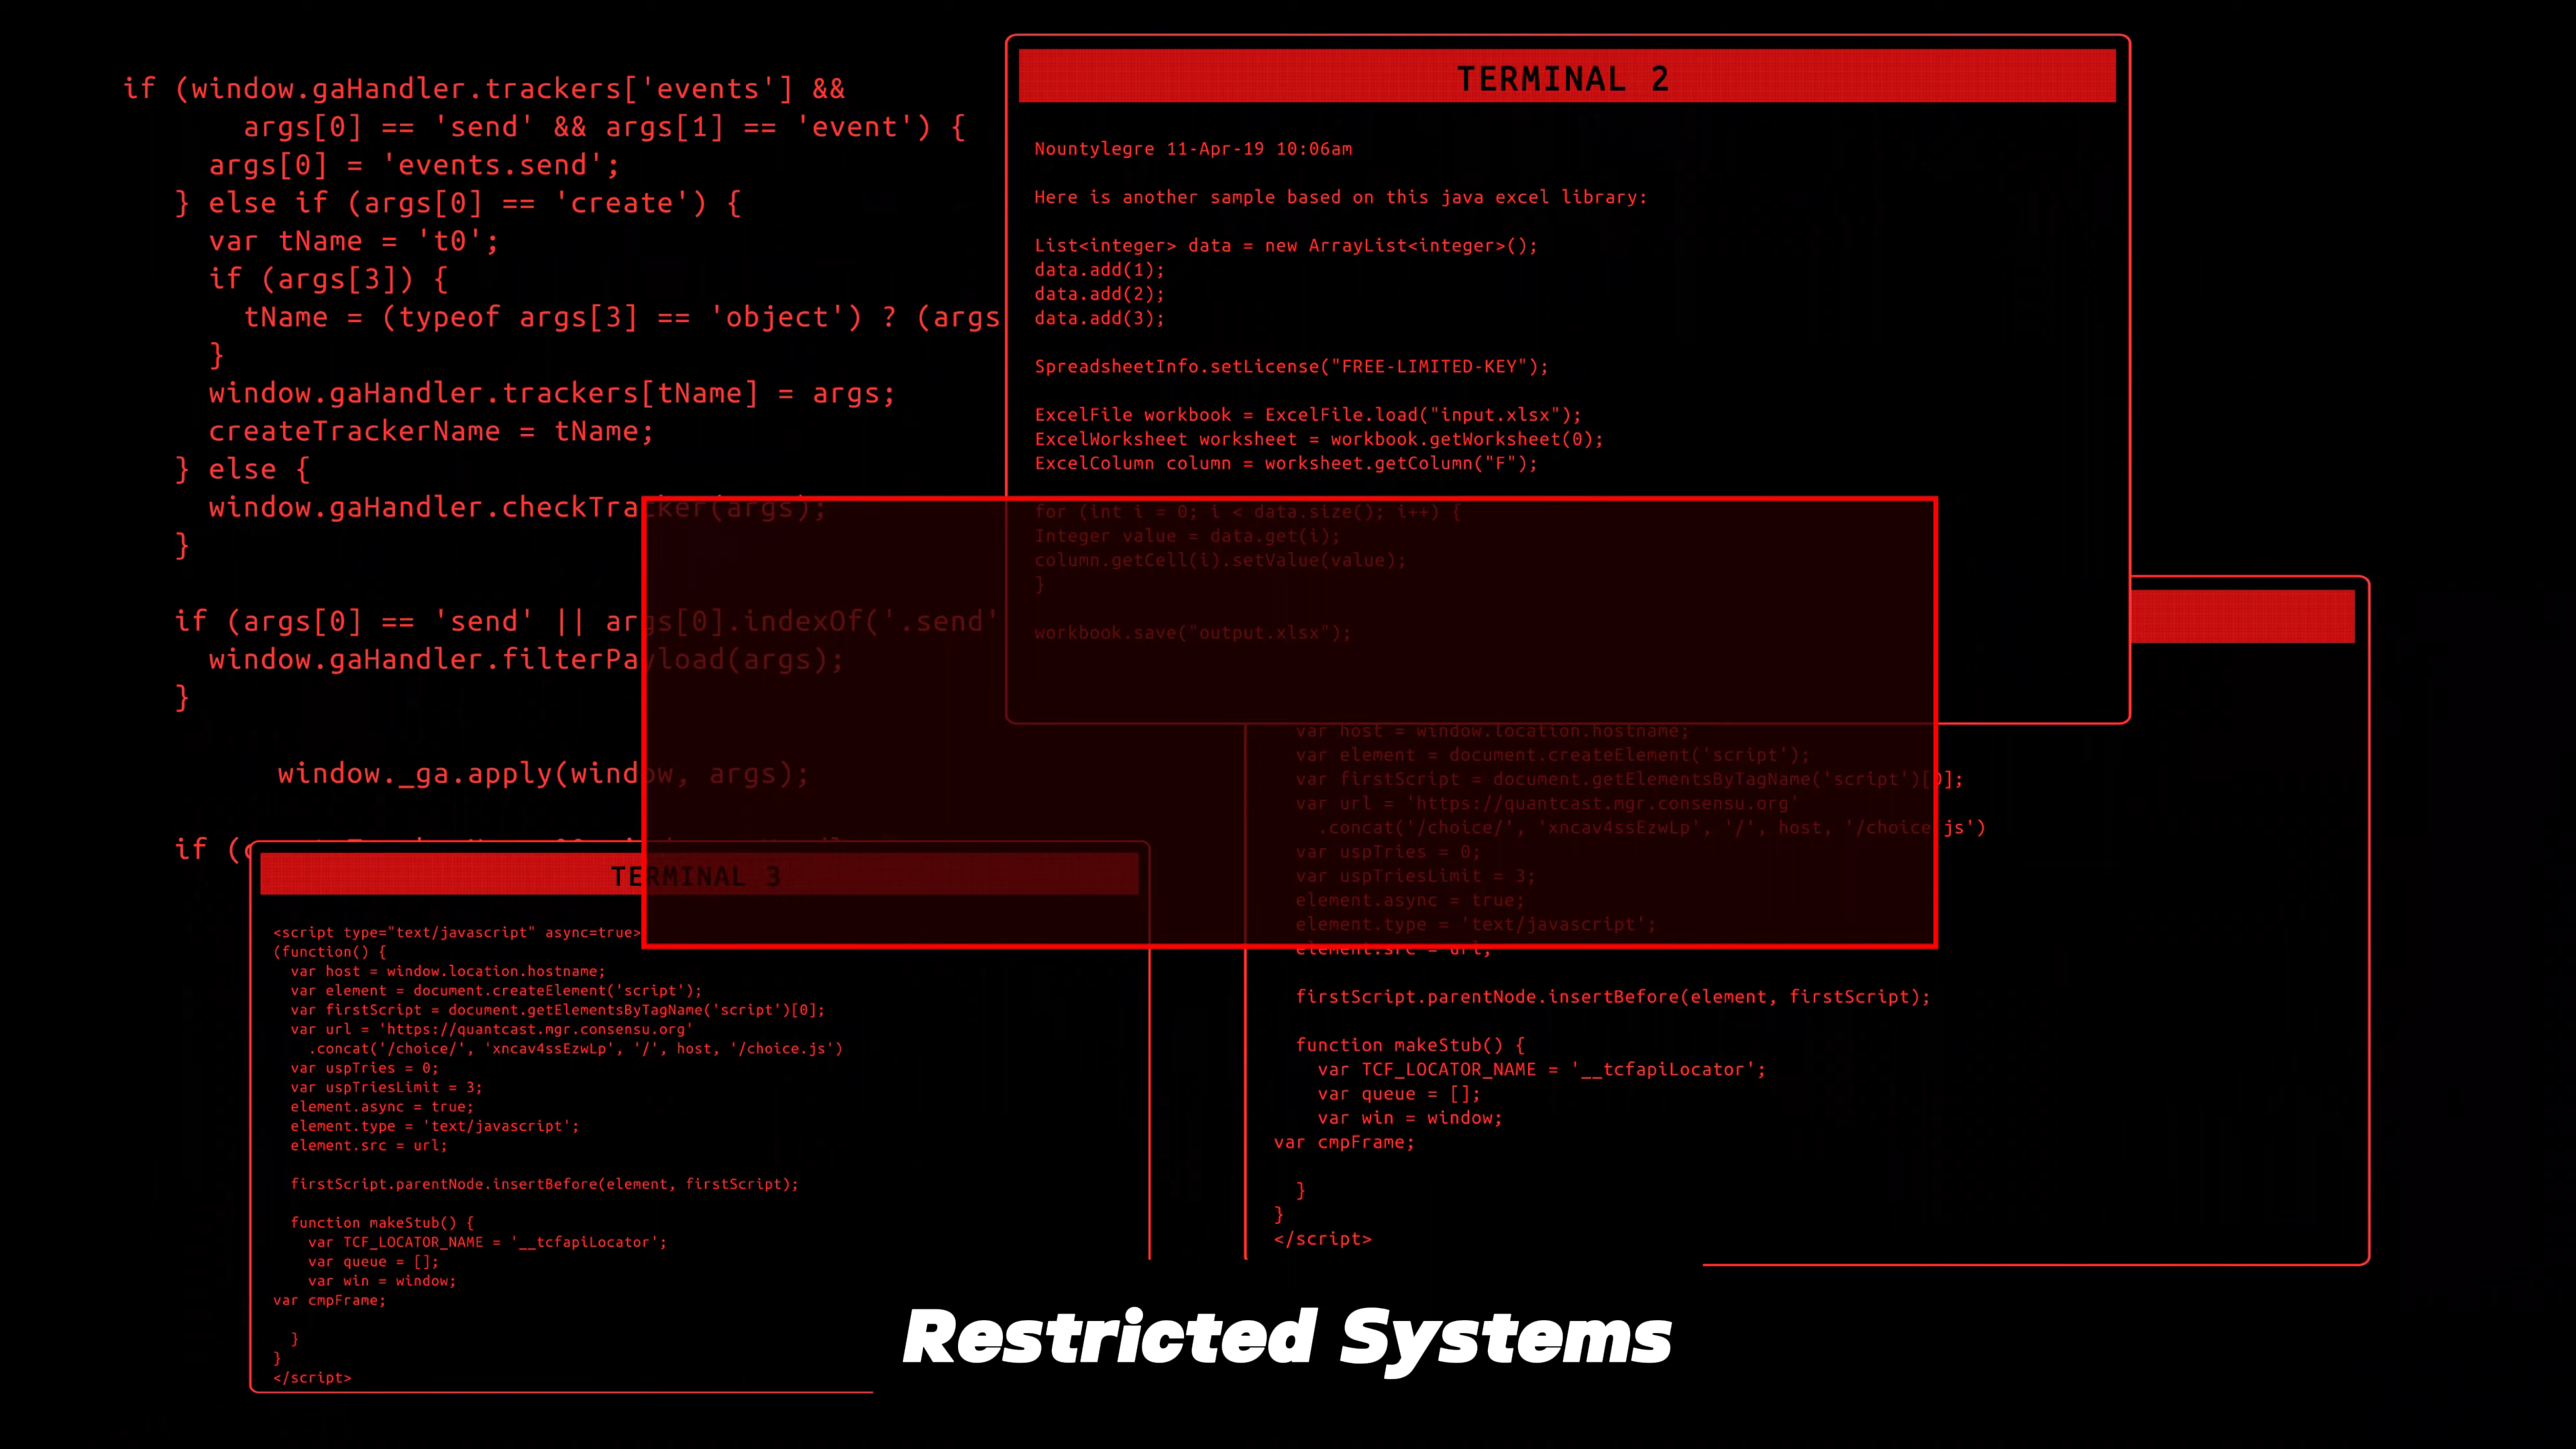 if (window.gaHandler.trackers['events'] &&
args[0] == 'send' && args[1] == 'event') {
args[0] = 'events.send';
} else if (args[0] == 'create') {
var tName = 't0';
if (args[3]) {
tName = (typeof args[3] == 'object') ? (args
}
window.gaHandler.trackers[tName] = args;
createTrackerName = tName;
} else {
window.gaHandler.checkTracker(args);
}
if (args[0] == 'send' || args[0].indexOf('.send'
window.gaHandler.filterPayload(args);
}
window._ga.apply(window, args);
if (
TERMINAL 2
Nountylegre 11-Apr-19 10:06am
Here is another sample based on this java excel library:
List<integer> data = new ArrayList<integer>();
data.add(1);
data.add(2);
data.add(3);
SpreadsheetInfo.setLicense("FREE-LIMITED-KEY");
ExcelFile workbook = ExcelFile.load("input.xlsx");
ExcelWorksheet worksheet = workbook.getWorksheet(0);
ExcelColumn column = worksheet.getColumn("F");
for (int i = 0; i < data.size(); i++) {
Integer value = data.get(i);
column.getCell(i).setValue(value);
}
workbook.save("output.xlsx");
var host = window.location.hostname;
var element = document.createElement('script');
var firstScript = document.getElementsByTagName('script')[0];
var url = 'https://quantcast.mgr.consensu.org'
.concat('/choice/', 'xncav4ssEzwLp', '/', host, '/choice.js')
var uspTries = 0;
var uspTriesLimit = 3;
element.async = true;
element.type = 'text/javascript';
element.src = url;
firstScript.parentNode.insertBefore(element, firstScript);
function makeStub() {
var TCF_LOCATOR_NAME = '__tcfapiLocator';
var queue = [];
var win = window;
var cmpFrame;
}
}
</script>
TERMINAL 3
<script type="text/javascript" async=true>
(function() {
var host = window.location.hostname;
var element = document.createElement('script');
var firstScript = document.getElementsByTagName('script')[0];
var url = 'https://quantcast.mgr.consensu.org'
.concat('/choice/', 'xncav4ssEzwLp', '/', host, '/choice.js')
var uspTries = 0;
var uspTriesLimit = 3;
element.async = true;
element.type = 'text/javascript';
element.src = url;
firstScript.parentNode.insertBefore(element, firstScript);
function makeStub() {
var TCF_LOCATOR_NAME = '__tcfapiLocator';
var queue = [];
var win = window;
var cmpFrame;
}
}
</script>
Restricted Systems